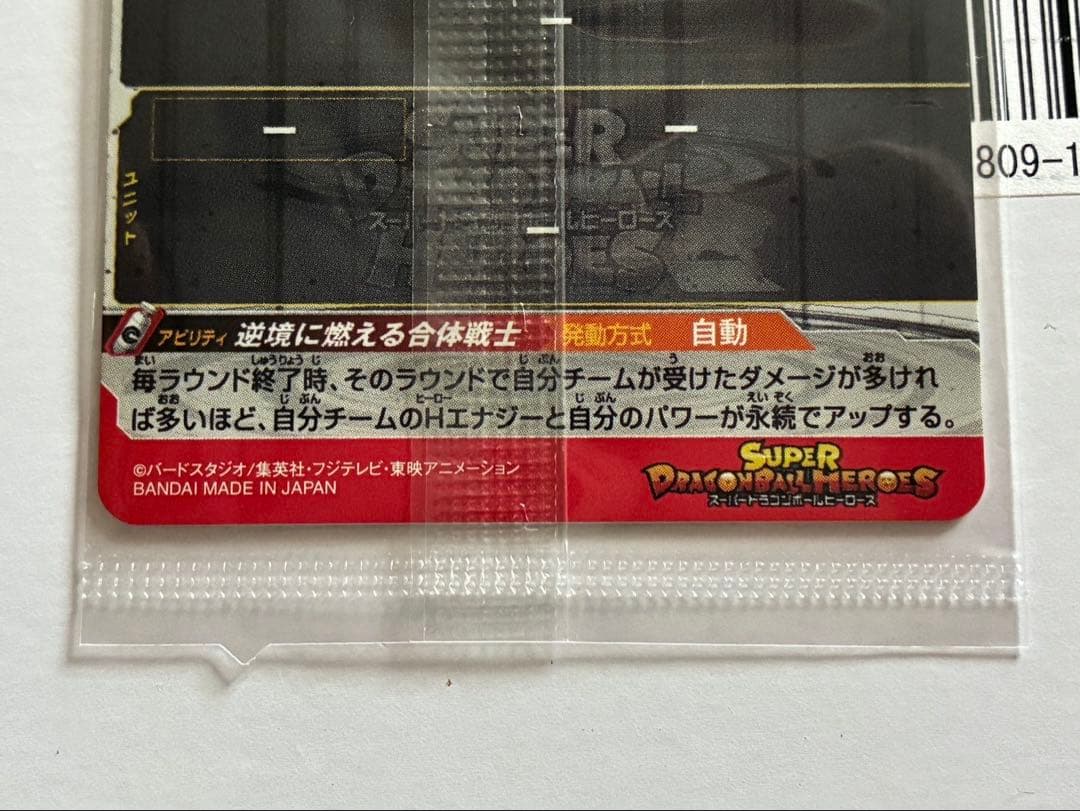 809-1
SUPER
DRAGONBALL
スーパードラゴンボールヒーローズ
HEROES
ユニット
アビリティ 逆境に燃える合体戦士 発動方式 自動
毎ラウンド終了時、そのラウンドで自分チームが受けたダメージが多けれ
ば多いほど、自分チームのHエナジーと自分のパワーが永続でアップする。
©バードスタジオ/集英社・フジテレビ・東映アニメーション
BANDAI MADE IN JAPAN
SUPER
DRAGONBALL HEROES
スーパードラゴンボールヒーローズ